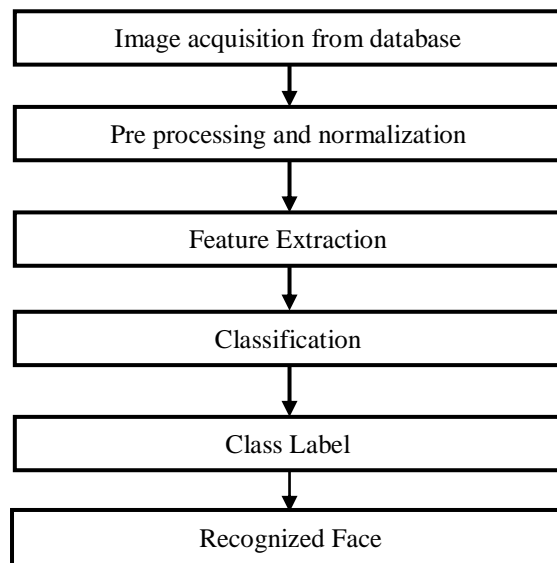 Image acquisition from database
Pre processing and normalization
Feature Extraction
Classification
Class Label
Recognized Face